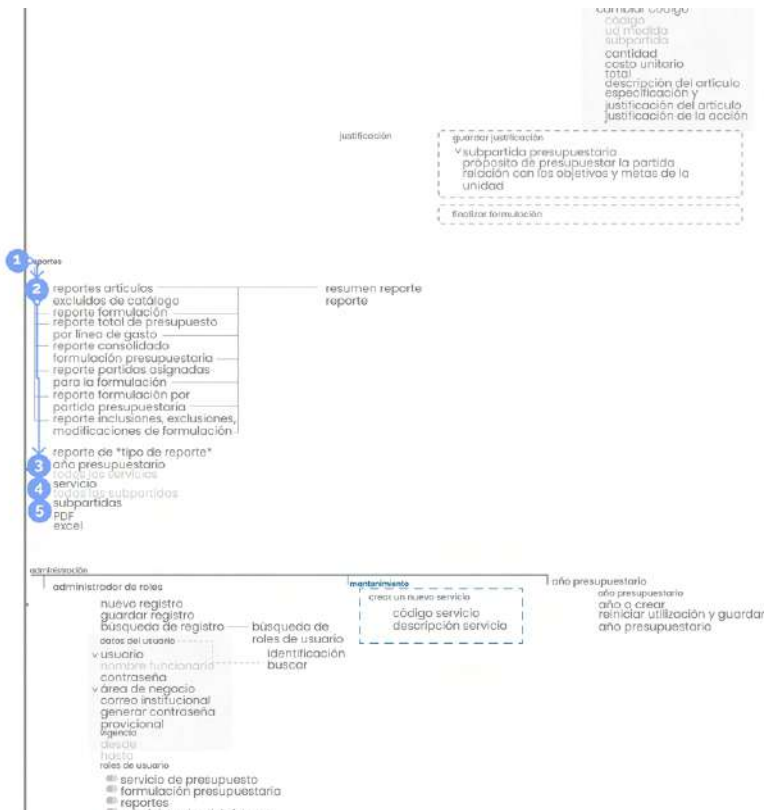 cambiar código
código
ud medida
subpartida
cantidad
costo unitario
total
descripción del artículo
especificación y
justificación del artículo
justificación de la acción
justificación
guardar justificación
subpartida presupuestaria
propósito de presupuestar la partida
relación con los objetivos y metas de la
unidad
finalizar formulación
1
reportes
2
reportes artículos
excluidos de catálogo
reporte formulación
reporte total de presupuesto
por línea de gasto
reporte consolidado
formulación presupuestaria
reporte partidas asignadas
para la formulación
reporte formulación por
partida presupuestaria
reporte inclusiones, exclusiones,
modificaciones de formulación
resumen reporte
reporte
reporte de "tipo de reporte"
3
año presupuestario
todos los servicios
4
servicio
todas las subpartidas
5
subpartidas
PDF
excel
administración
administrador de roles
nuevo registro
guardar registro
búsqueda de registro
búsqueda de
roles de usuario
identificación
buscar
datos del usuario
usuario
nombre funcionario
contraseña
área de negocio
correo institucional
generar contraseña
provicional
vigencia
desde
hasta
roles de usuario
servicio de presupuesto
formulación presupuestaria
reportes
mantenimiento
crear un nuevo servicio
código servicio
descripción servicio
año presupuestario
año presupuestario
año a crear
reiniciar utilización y guardar
año presupuestario